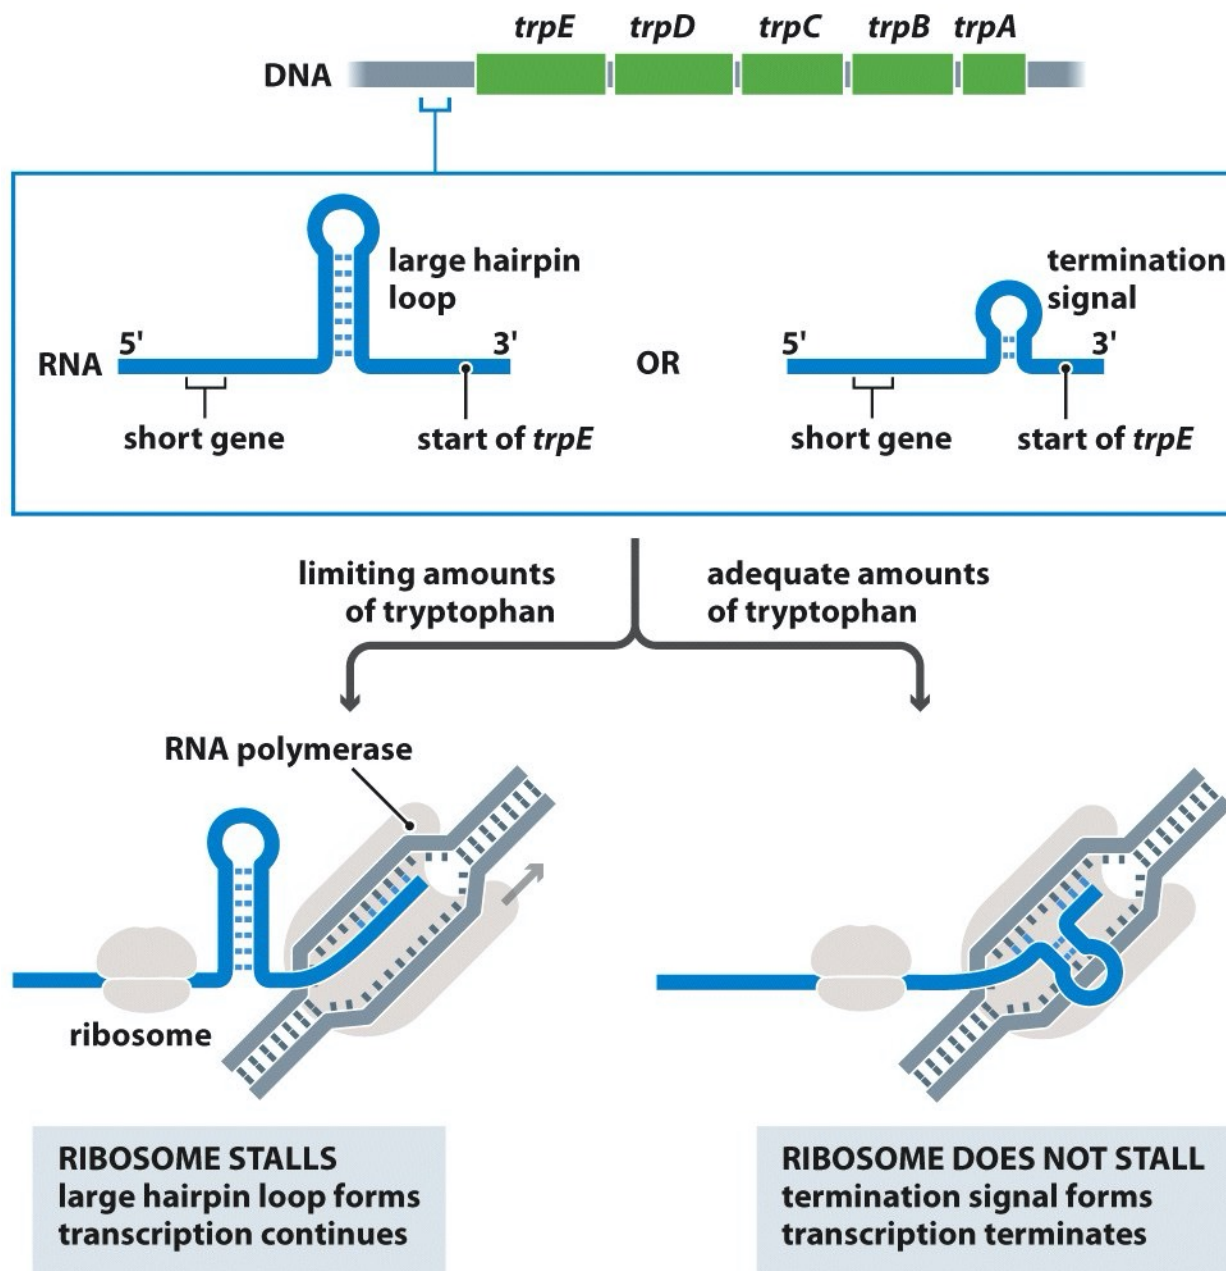 trpE trpD trpC trpB trpA
DNA
large hairpin
loop
5'
3'
RNA
short gene
start of trpE
OR
termination
signal
5'
3'
short gene
start of trpE
limiting amounts
of tryptophan
adequate amounts
of tryptophan
RNA polymerase
ribosome
RIBOSOME STALLS
large hairpin loop forms
transcription continues
RIBOSOME DOES NOT STALL
termination signal forms
transcription terminates